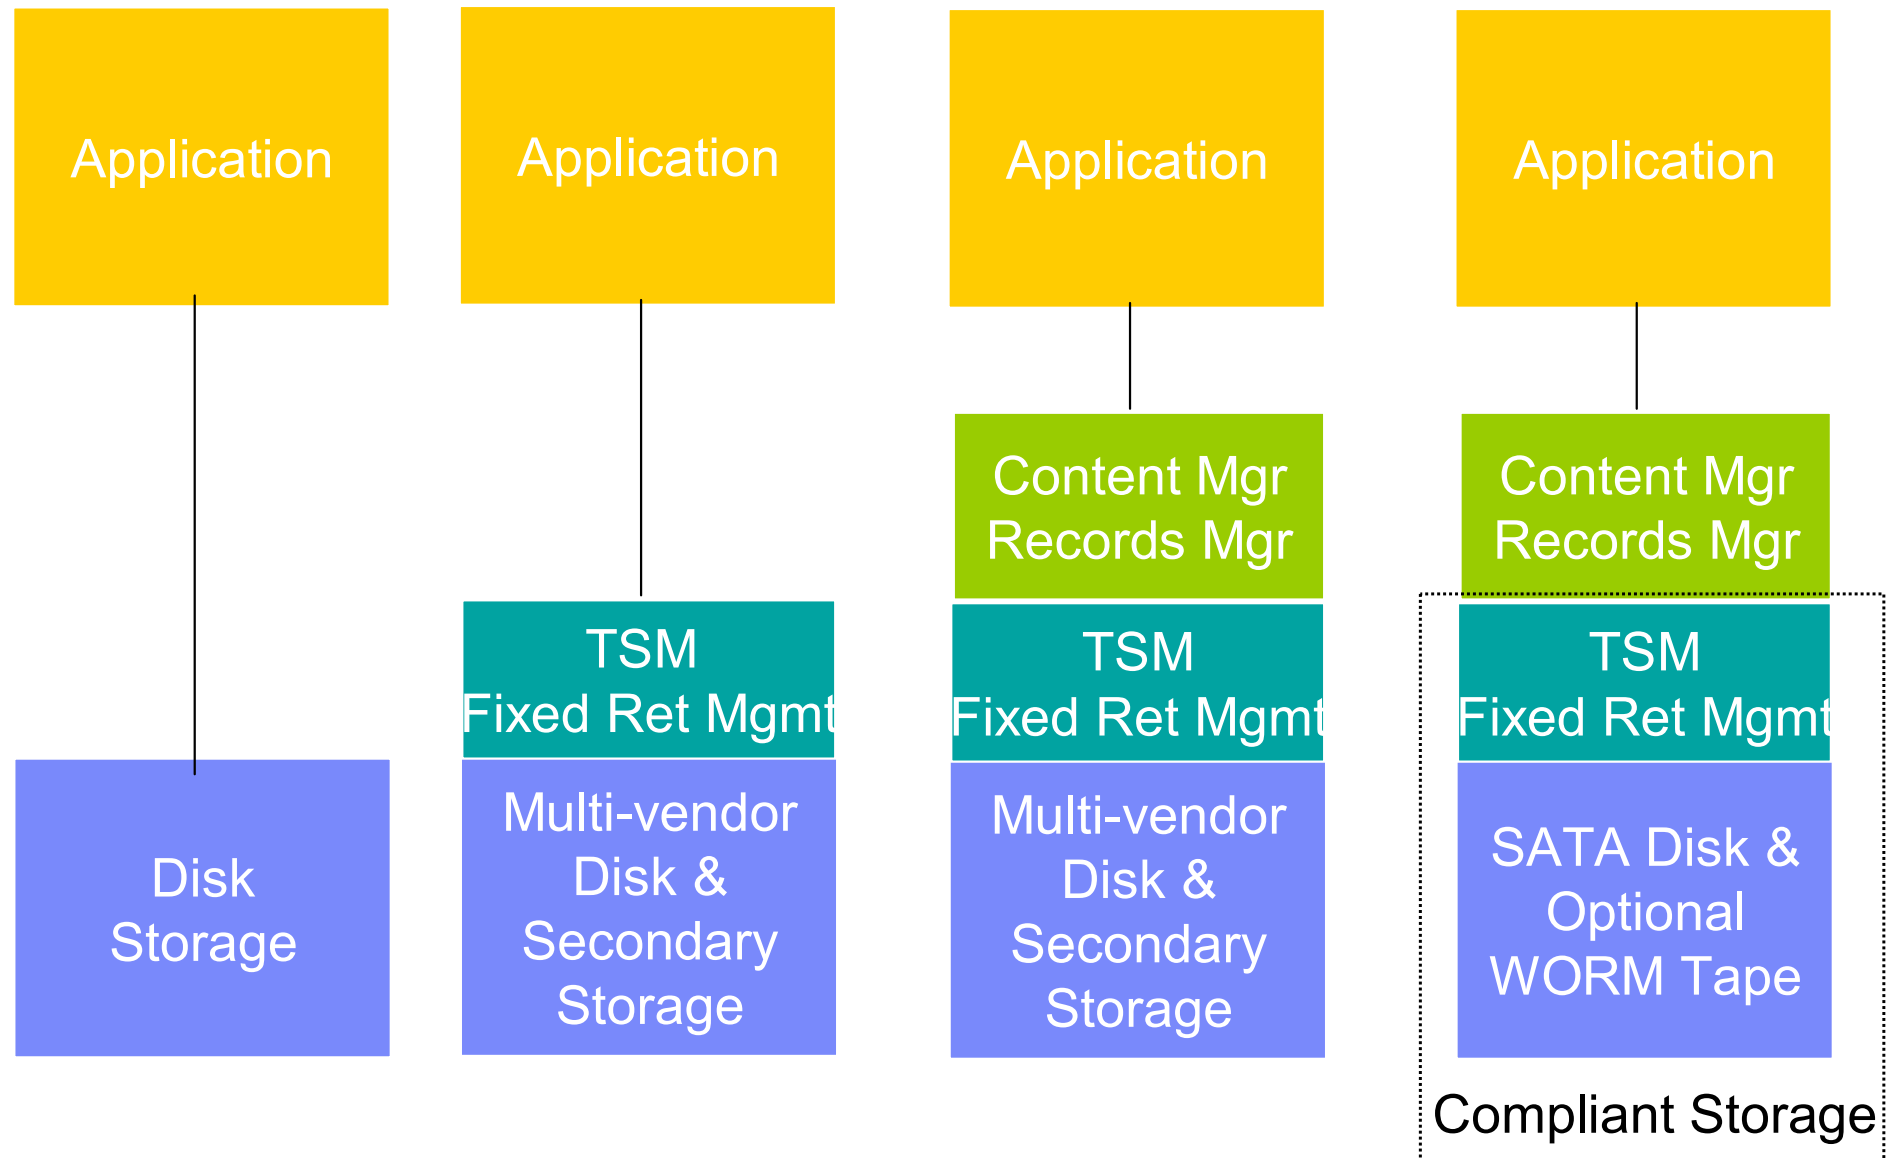 Application
Application
Application
Application
Content Mgr
Records Mgr
Content Mgr
Records Mgr
TSM
Fixed Ret Mgmt
TSM
Fixed Ret Mgmt
TSM
Fixed Ret Mgmt
Disk
Storage
Multi-vendor
Disk &
Secondary
Storage
Multi-vendor
Disk &
Secondary
Storage
SATA Disk &
Optional
WORM Tape
Compliant Storage